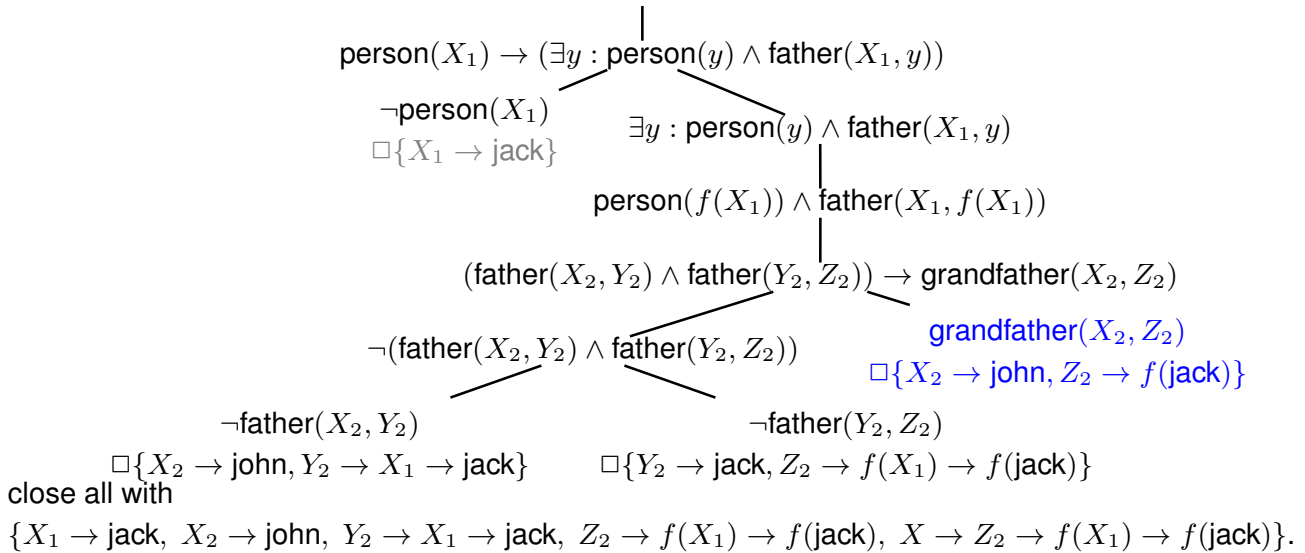 person(X₁) → (∃y : person(y) ∧ father(X₁, y))
¬person(X₁)
∃y : person(y) ∧ father(X₁, y)
□{X₁ → jack}
person(f(X₁)) ∧ father(X₁, f(X₁))
(father(X₂, Y₂) ∧ father(Y₂, Z₂)) → grandfather(X₂, Z₂)
¬(father(X₂, Y₂) ∧ father(Y₂, Z₂))
grandfather(X₂, Z₂)
□{X₂ → john, Z₂ → f(jack)}
¬father(X₂, Y₂)
¬father(Y₂, Z₂)
□{X₂ → john, Y₂ → X₁ → jack}
□{Y₂ → jack, Z₂ → f(X₁) → f(jack)}
close all with
{X₁ → jack, X₂ → john, Y₂ → X₁ → jack, Z₂ → f(X₁) → f(jack), X → Z₂ → f(X₁) → f(jack)}.